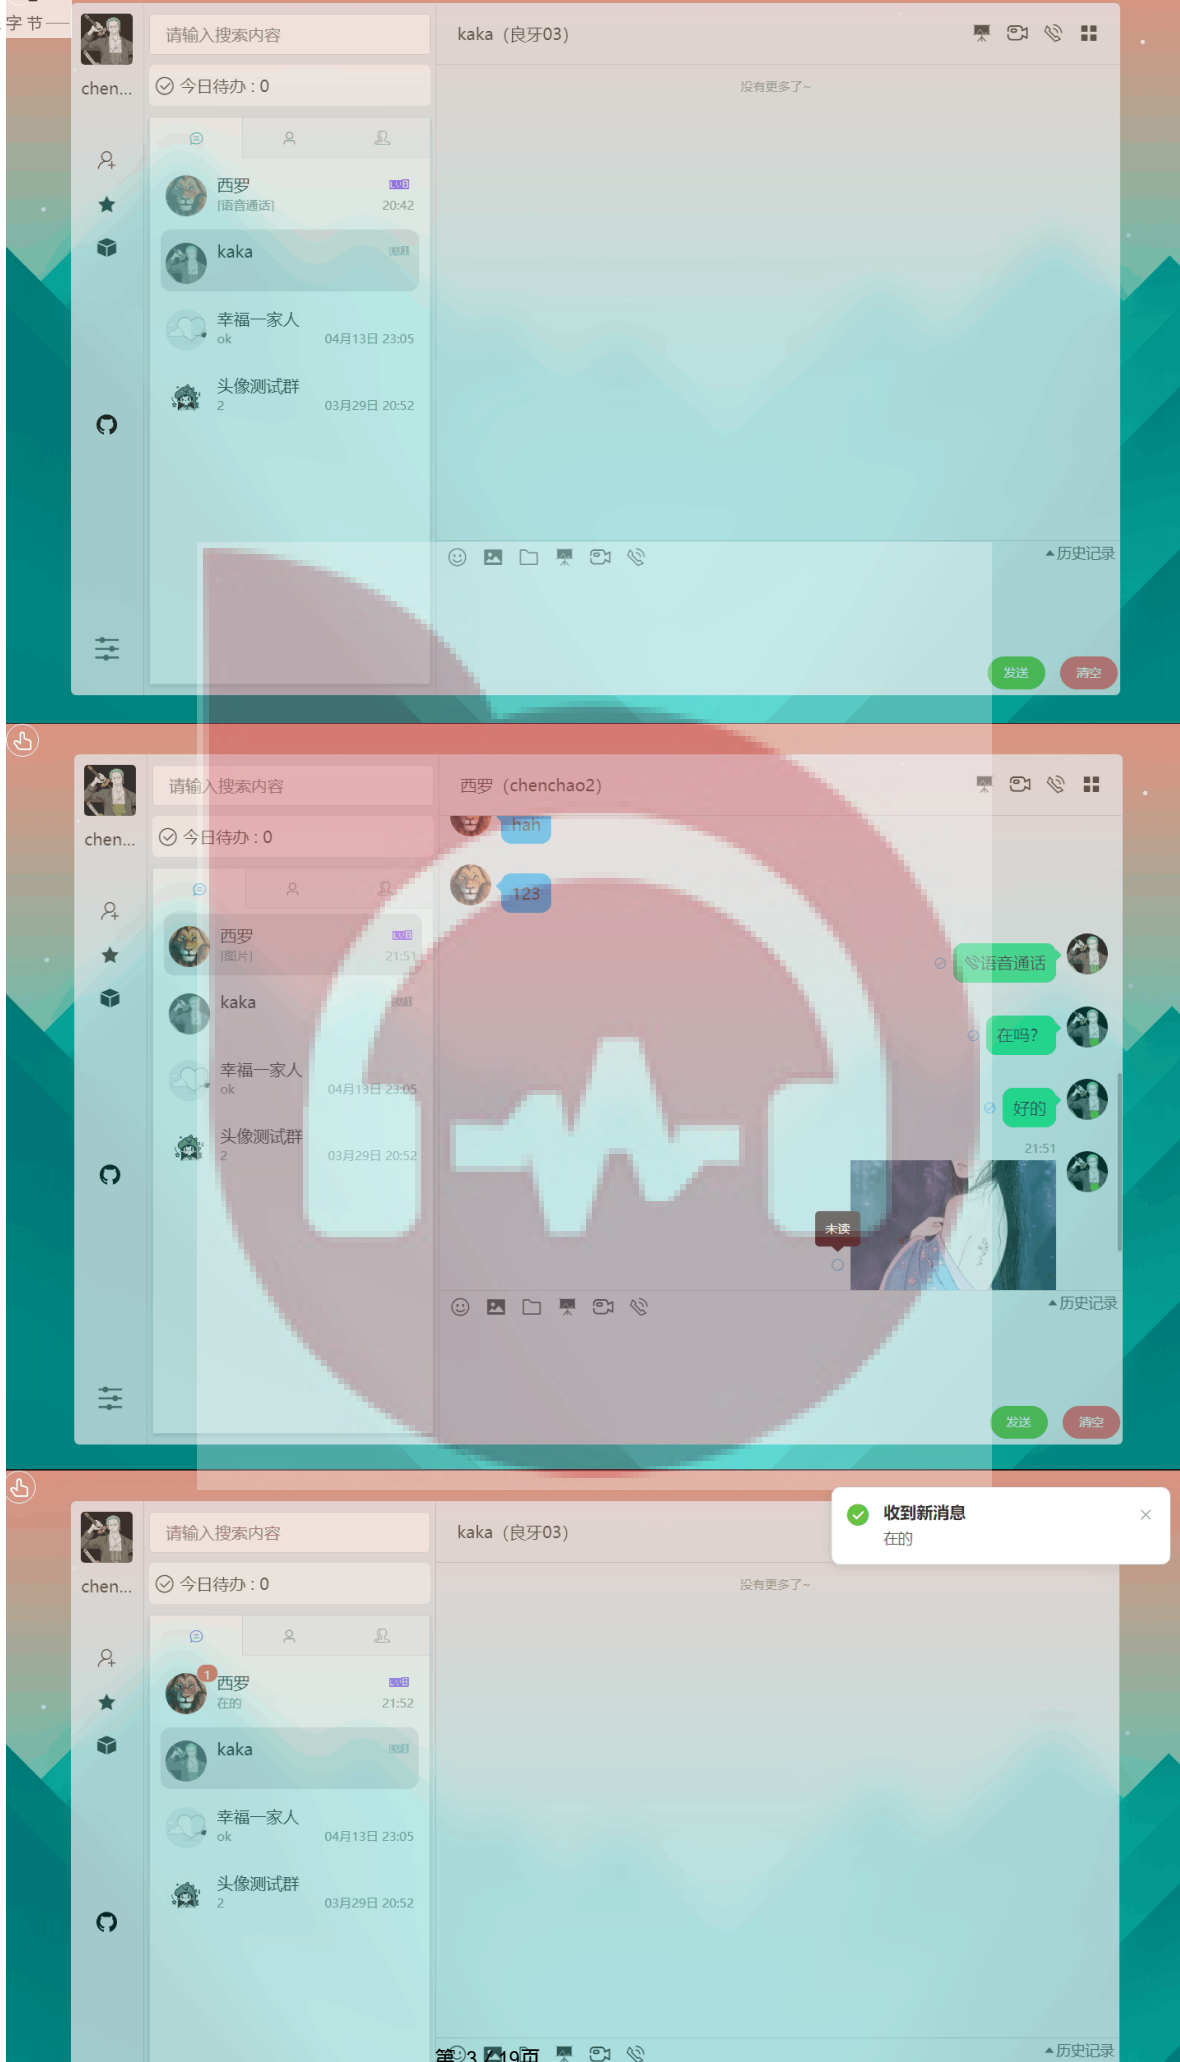 字 节
请输入搜索内容
kaka（良牙03）
chen...
今日待办 : 0
没有更多了~
西罗
[语音通话]
20:42
kaka
幸福一家人
ok
04月13日 23:05
头像测试群
2
03月29日 20:52
历史记录
发送
清空
请输入搜索内容
西罗（chenchao2）
chen...
今日待办 : 0
hah
123
西罗
[图片]
21:51
语音通话
kaka
在吗?
幸福一家人
ok
04月13日 23:05
好的
头像测试群
2
03月29日 20:52
21:51
未读
历史记录
发送
清空
收到新消息
在的
请输入搜索内容
kaka（良牙03）
chen...
今日待办 : 0
没有更多了~
1
西罗
在的
21:52
kaka
幸福一家人
ok
04月13日 23:05
头像测试群
2
03月29日 20:52
历史记录
第 3 / 19页